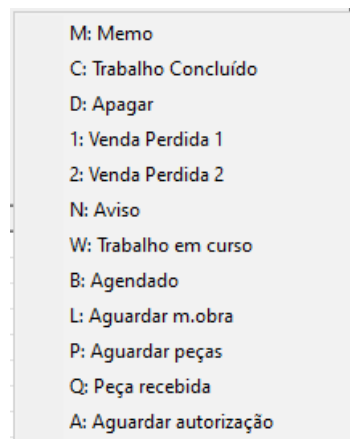 M: Memo
C: Trabalho Concluído
D: Apagar
1: Venda Perdida 1
2: Venda Perdida 2
N: Aviso
W: Trabalho em curso
B: Agendado
L: Aguardar m.obra
P: Aguardar peças
Q: Peça recebida
A: Aguardar autorização